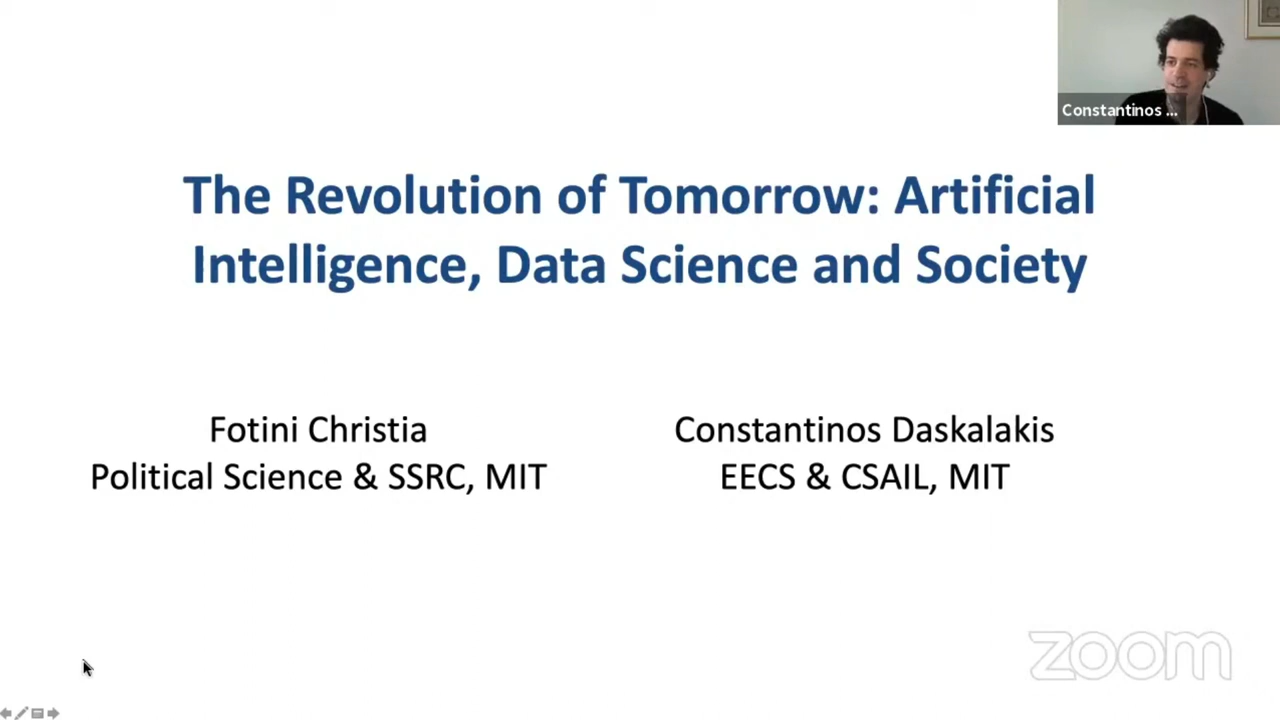 Constantinos ...
The Revolution of Tomorrow: Artificial
Intelligence, Data Science and Society
Fotini Christia
Political Science & SSRC, MIT
Constantinos Daskalakis
EECS & CSAIL, MIT
zoom